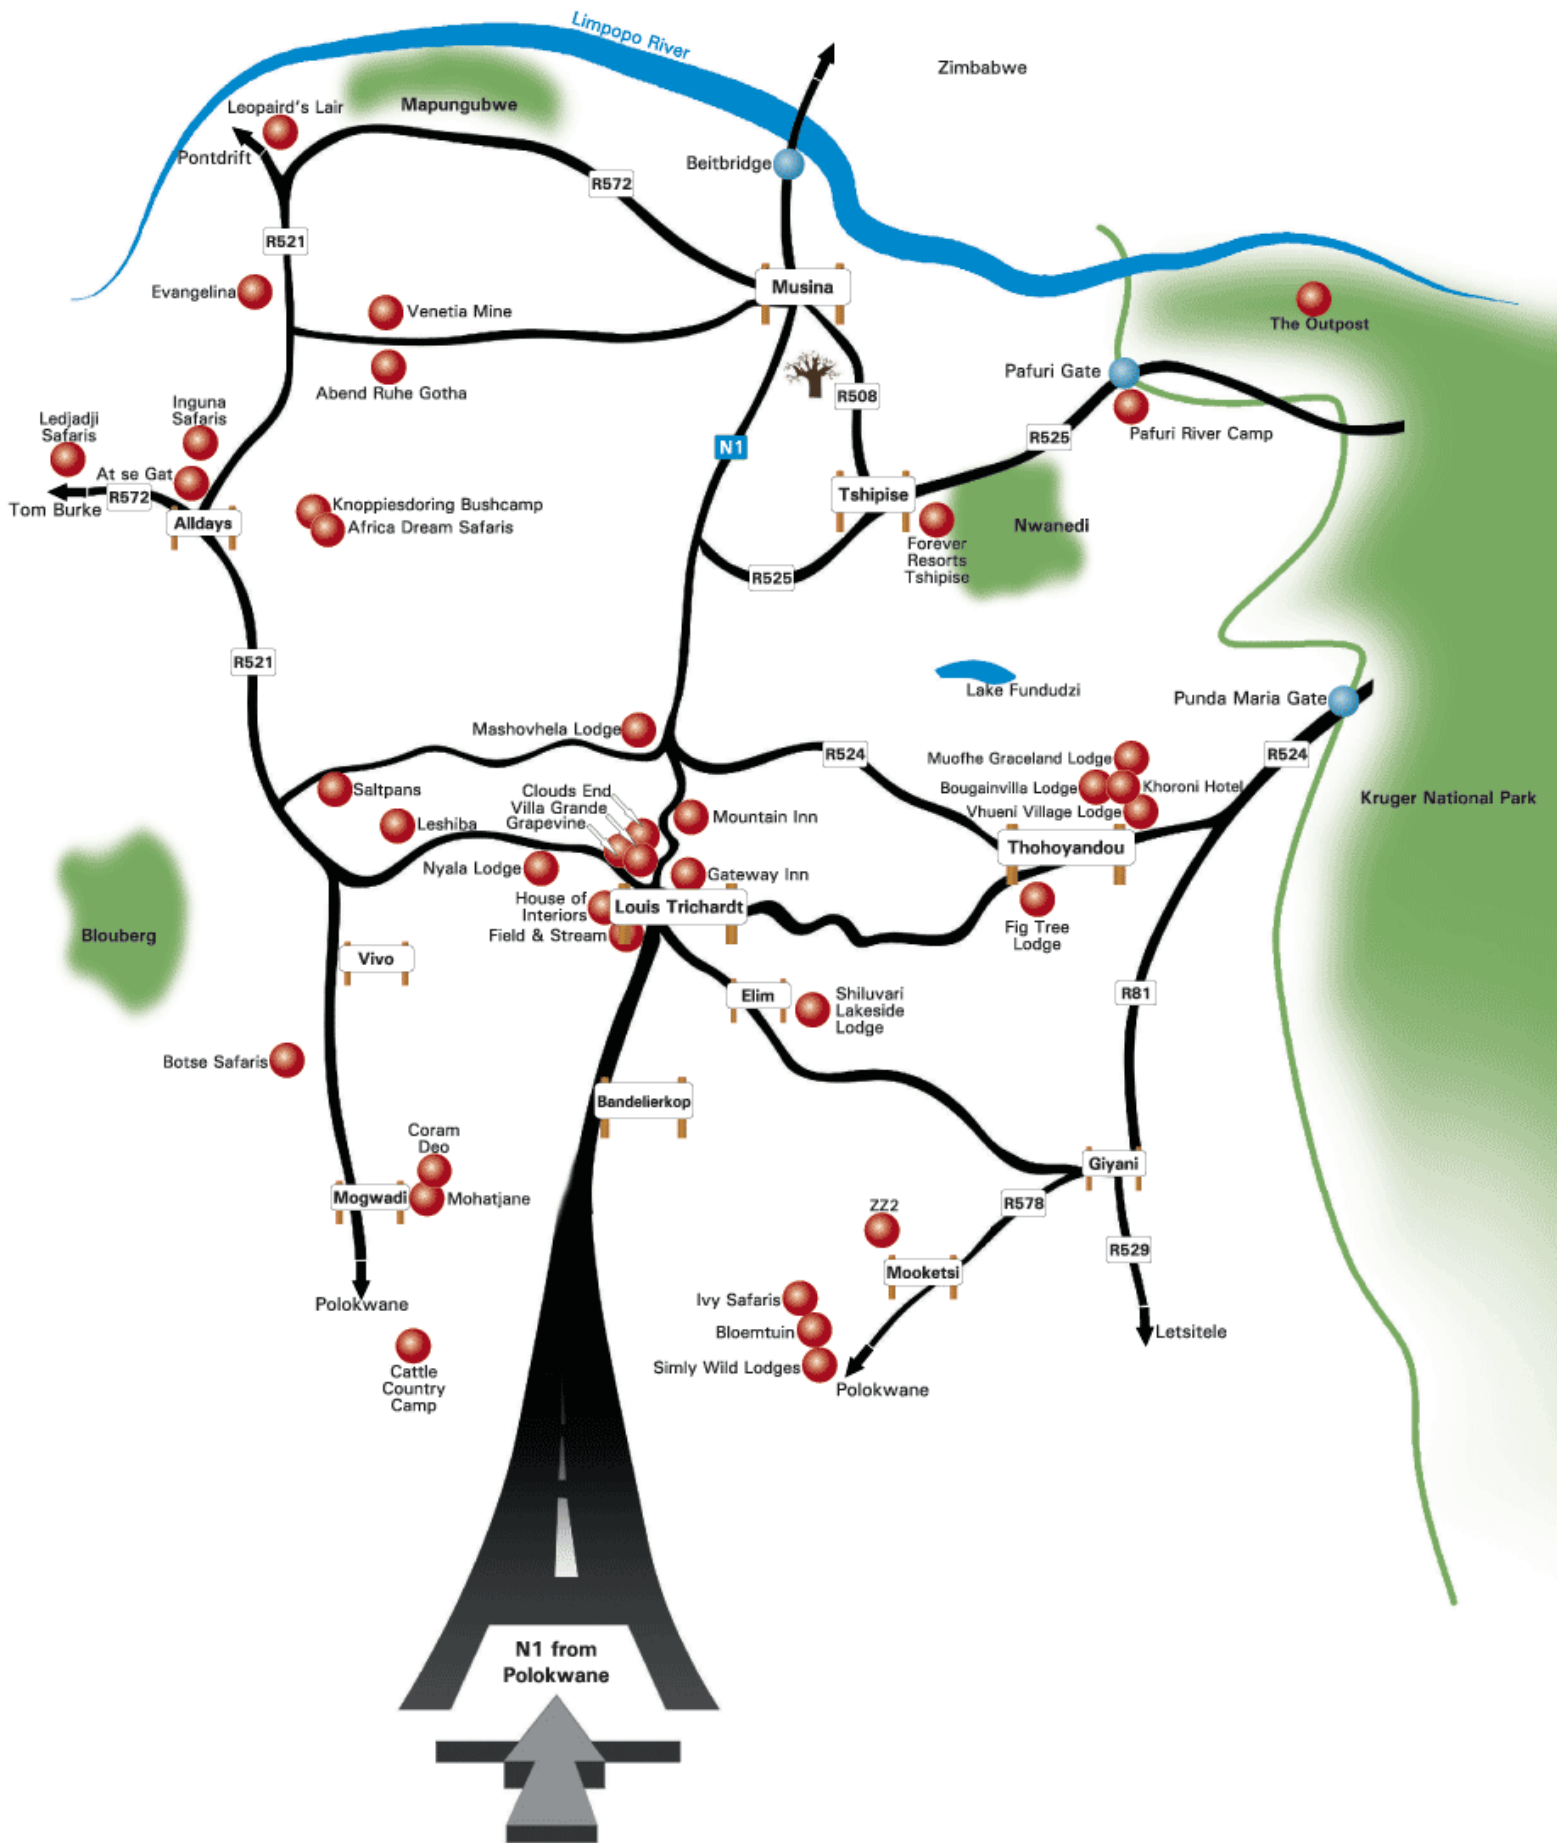 Limpopo River
Zimbabwe
Leopaird's Lair
Mapungubwe
Pontdrift
Beitbridge
R572
R521
Musina
Evangelina
Venetia Mine
The Outpost
Abend Ruhe Gotha
Pafuri Gate
R508
Inguna
Safaris
Ledjadji
Safaris
Pafuri River Camp
R525
N1
At se Gat
R572
Tom Burke
Alldays
Tshipise
Knoppiesdoring Bushcamp
Africa Dream Safaris
Nwanedi
Forever
Resorts
Tshipise
R525
R521
Lake Fundudzi
Punda Maria Gate
Mashovhela Lodge
R524
R524
Muofhe Graceland Lodge
Bougainvilla Lodge
Khoroni Hotel
Vhueni Village Lodge
Kruger National Park
Saltpans
Clouds End
Villa Grande
Grapevine
Leshiba
Mountain Inn
Thohoyandou
Nyala Lodge
Gateway Inn
House of
Interiors
Louis Trichardt
Field & Stream
Fig Tree
Lodge
Blouberg
Vivo
Elim
Shiluvari
Lakeside
Lodge
R81
Botse Safaris
Bandelierkop
Coram
Deo
Giyani
Mogwadi
Mohatjane
R578
ZZ2
R529
Mooketsi
Polokwane
Ivy Safaris
Bloemtuin
Simly Wild Lodges
Letsitele
Polokwane
Cattle
Country
Camp
N1 from
Polokwane